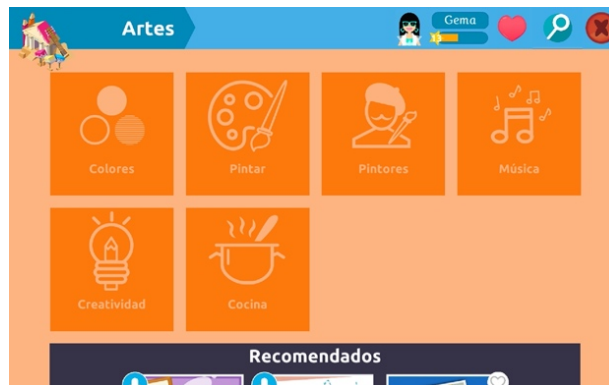 Artes
Gema
Colores
Pintar
Pintores
Música
Creatividad
Cocina
Recomendados